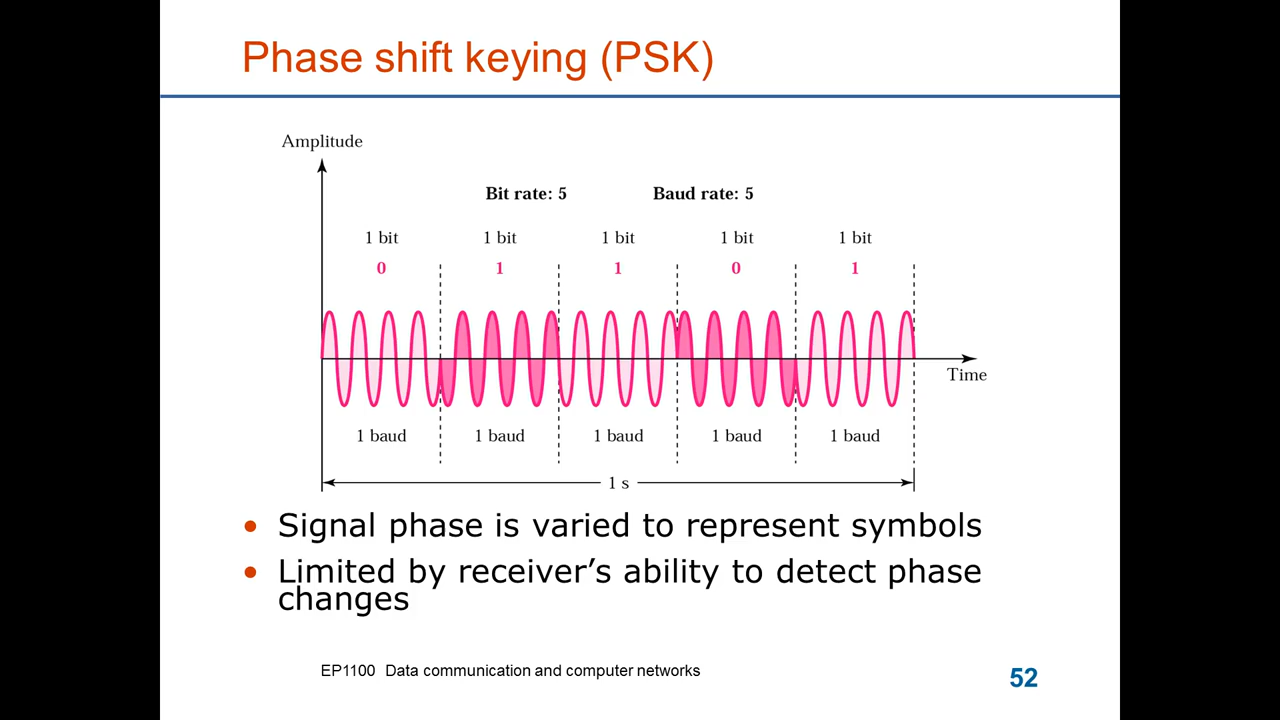 Phase shift keying (PSK)
Amplitude
Bit rate: 5 Baud rate: 5
1 bit 1 bit 1 bit 1 bit 1 bit
0 1 1 0 1
Time
1 baud 1 baud 1 baud 1 baud 1 baud
1 s
• Signal phase is varied to represent symbols
• Limited by receiver’s ability to detect phase
changes
EP1100 Data communication and computer networks
52